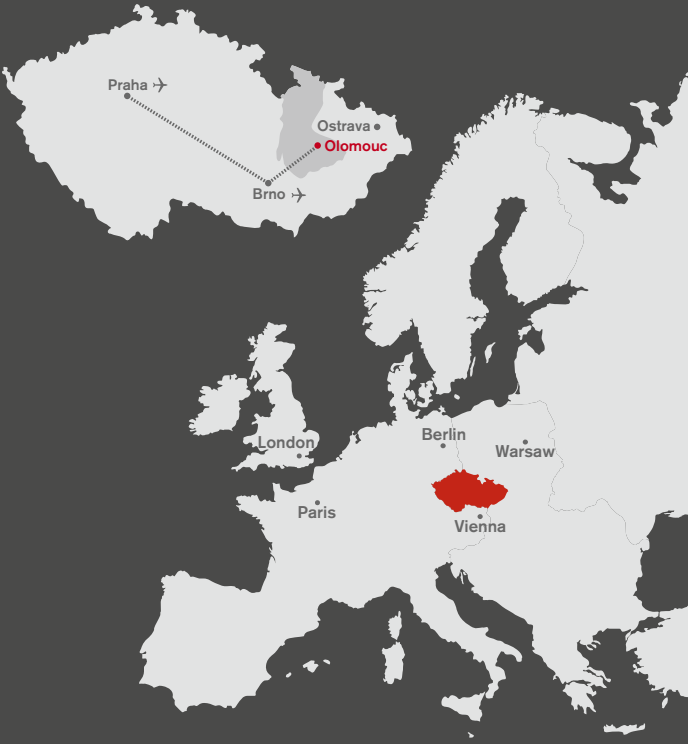 Praha
Ostrava
Olomouc
Brno
London
Berlin
Warsaw
Paris
Vienna